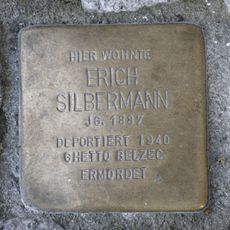 HIER WOHNTE
ERICH
SILBERMANN
JG. 1887
DEPORTIERT 1940
GHETTO BELZEC
ERMORDET